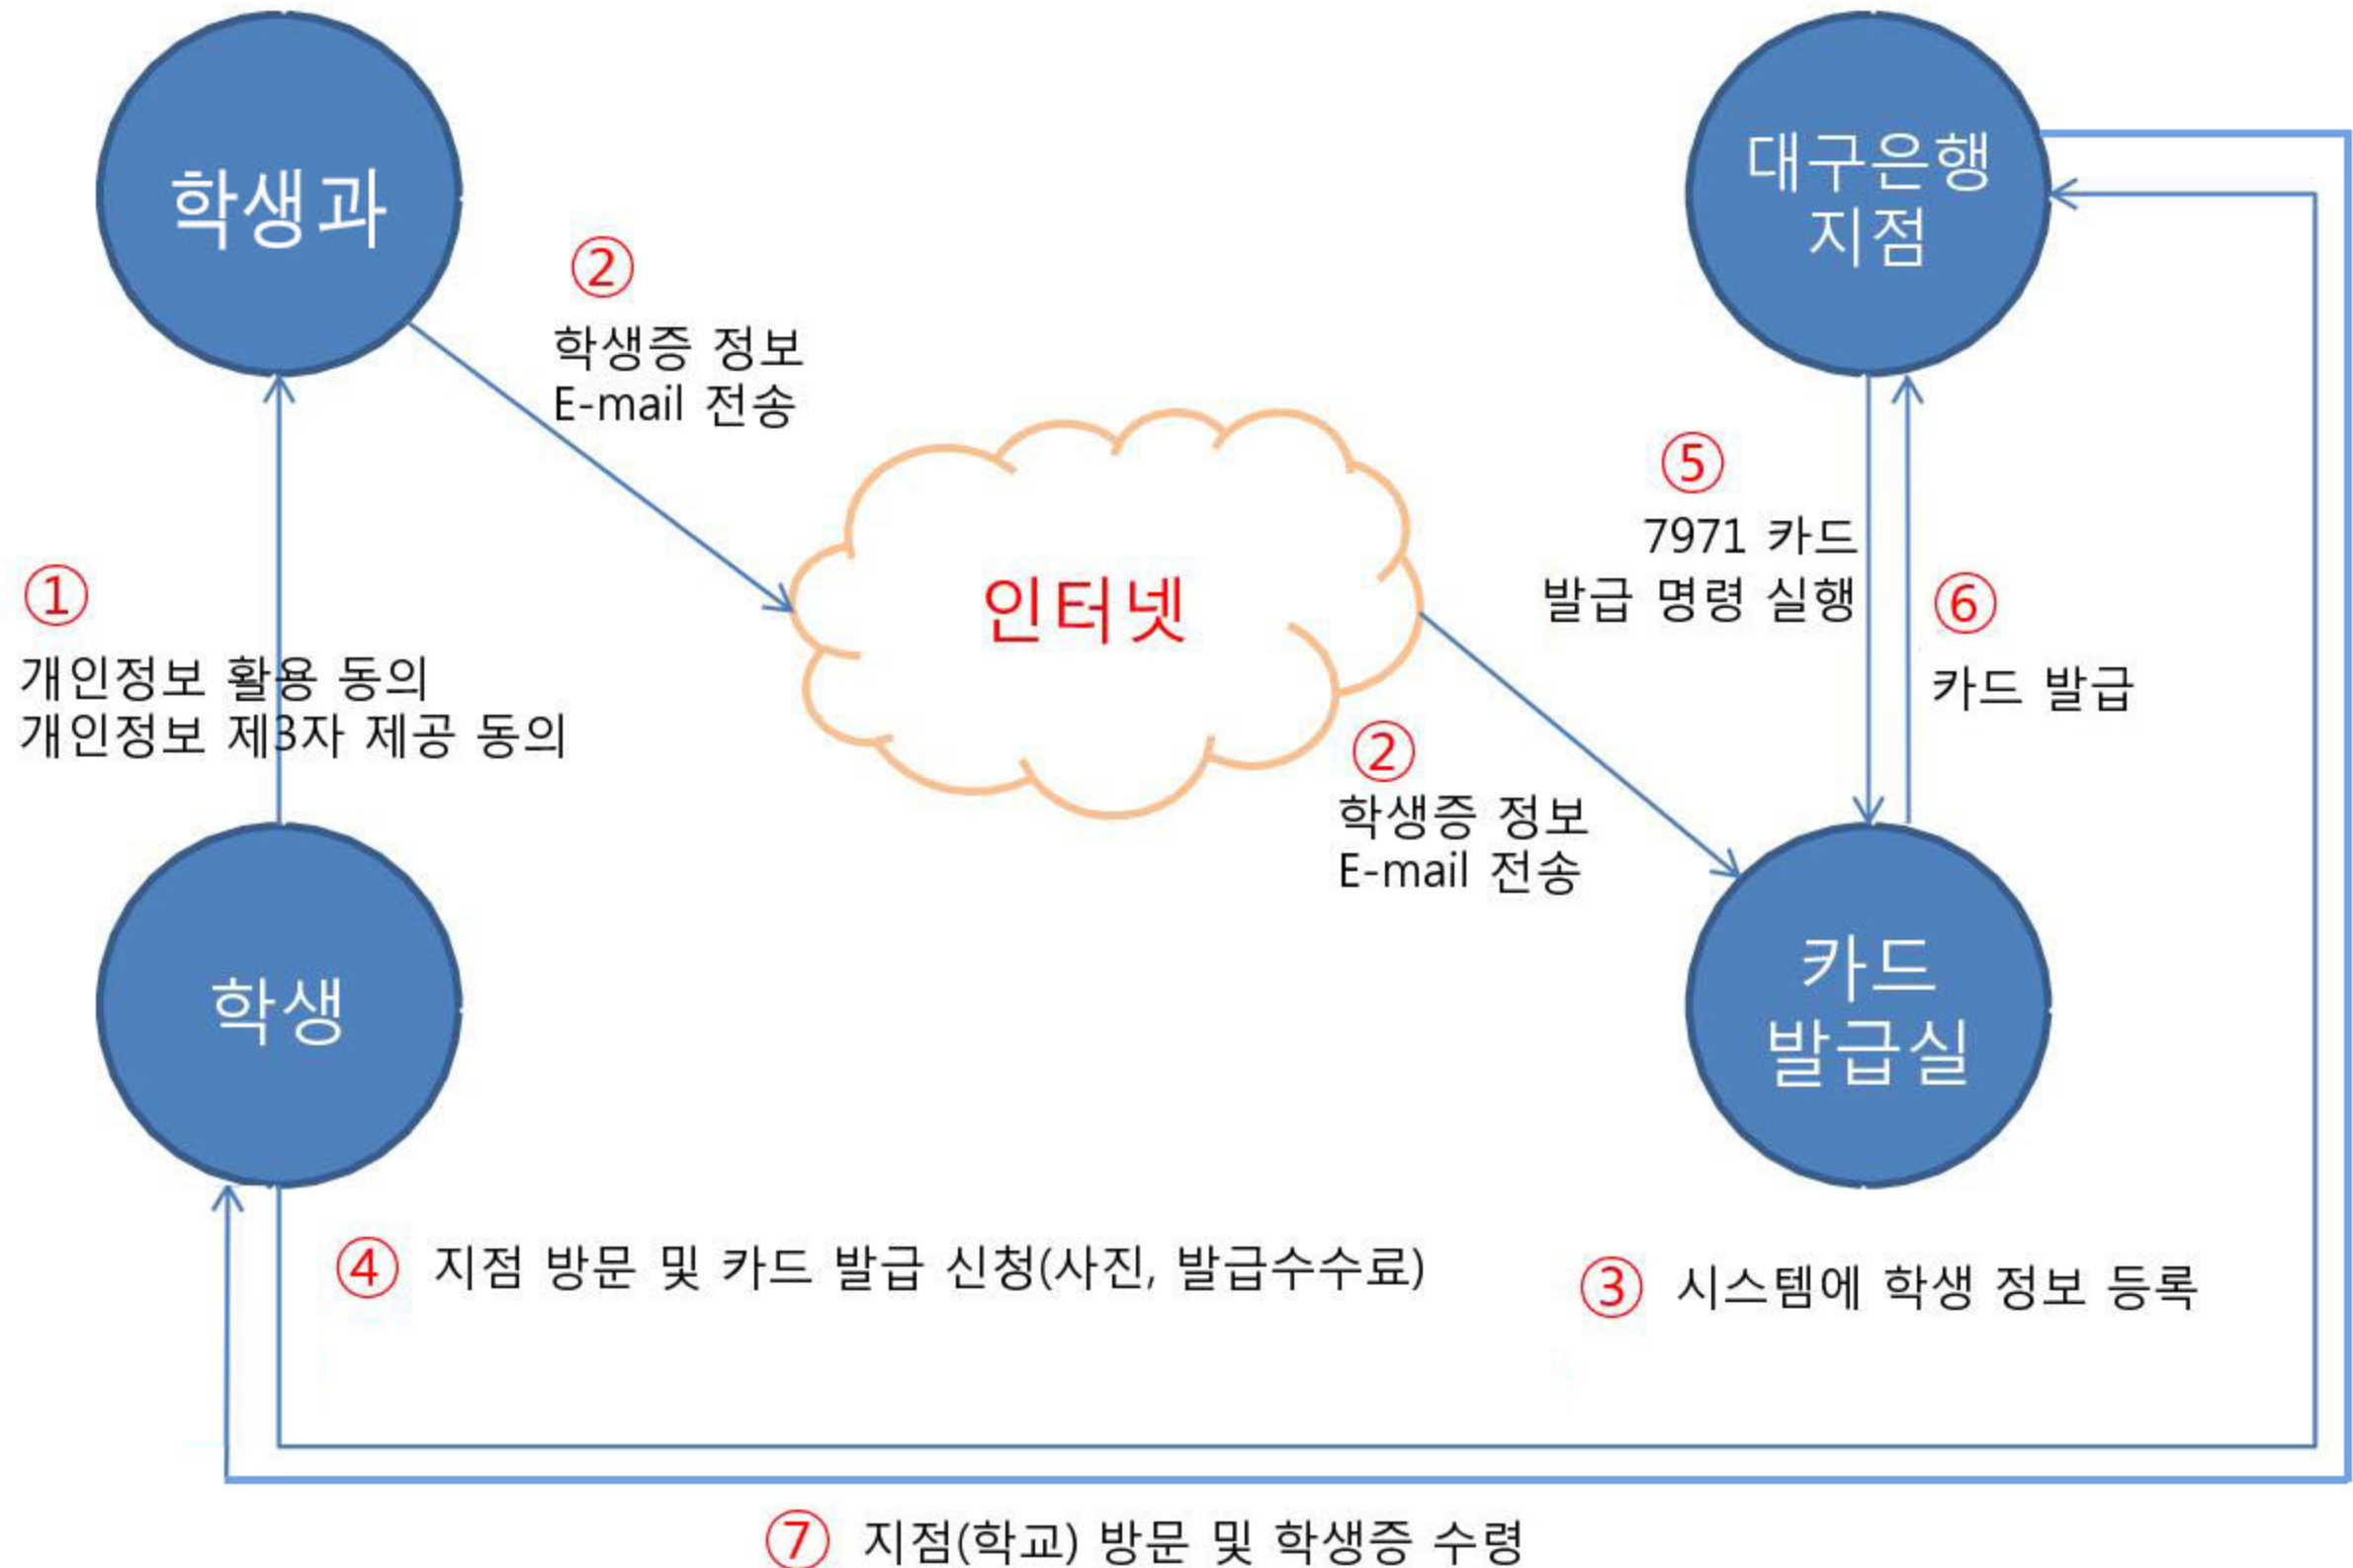 학생과
대구은행
지점
②
학생증 정보
E-mail 전송
⑤
7971 카드
발급 명령 실행
⑥
카드 발급
인터넷
①
개인정보 활용 동의
개인정보 제3자 제공 동의
②
학생증 정보
E-mail 전송
학생
카드
발급실
④ 지점 방문 및 카드 발급 신청(사진, 발급수수료)
③ 시스템에 학생 정보 등록
⑦ 지점(학교) 방문 및 학생증 수령